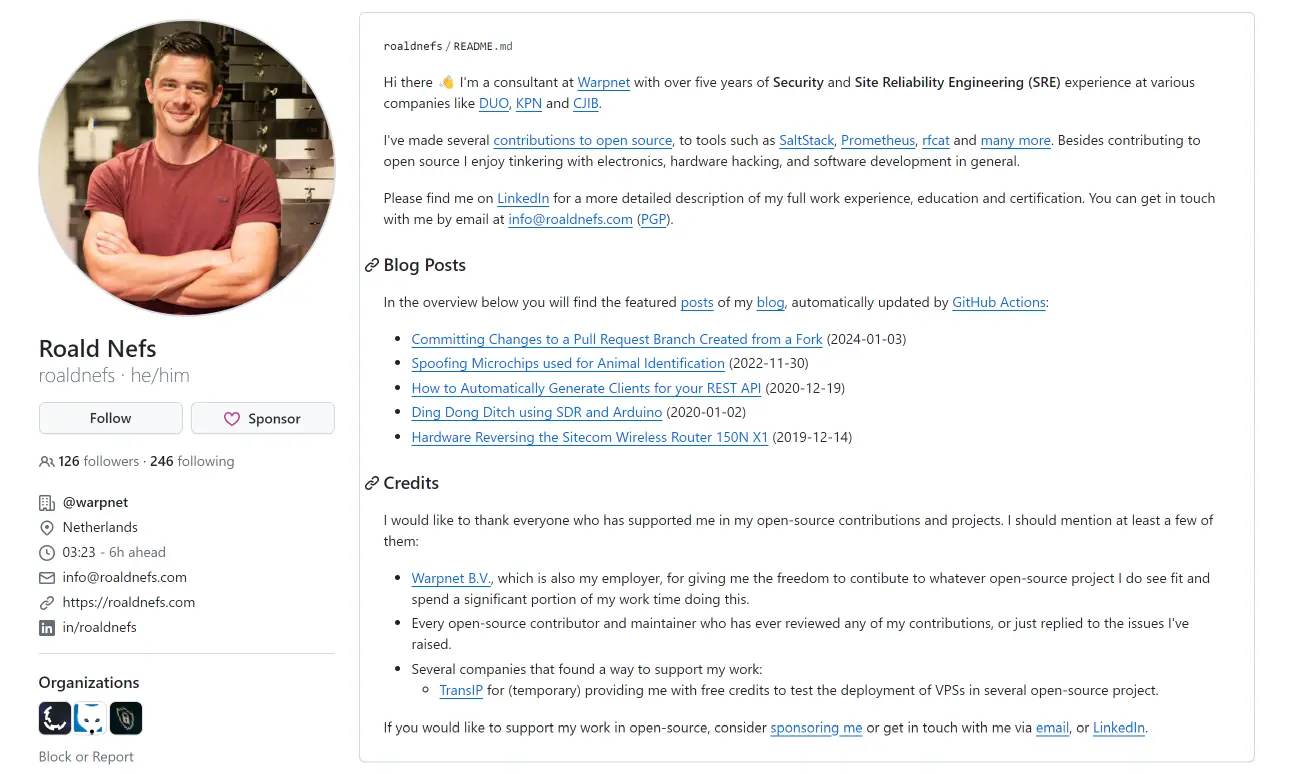 Roald Nefs
roaldnefs · he/him
Follow
Sponsor
126 followers · 246 following
@warpnet
Netherlands
03:23 - 6h ahead
info@roaldnefs.com
https://roaldnefs.com
in/roaldnefs
Organizations
Block or Report
roaldnefs / README.md
Hi there 👋 I'm a consultant at Warpnet with over five years of Security and Site Reliability Engineering (SRE) experience at various
companies like DUO, KPN and CJIB.
I've made several contributions to open source, to tools such as SaltStack, Prometheus, rfcat and many more. Besides contributing to
open source I enjoy tinkering with electronics, hardware hacking, and software development in general.
Please find me on LinkedIn for a more detailed description of my full work experience, education and certification. You can get in touch
with me by email at info@roaldnefs.com (PGP).
Blog Posts
In the overview below you will find the featured posts of my blog, automatically updated by GitHub Actions:
• Committing Changes to a Pull Request Branch Created from a Fork (2024-01-03)
• Spoofing Microchips used for Animal Identification (2022-11-30)
• How to Automatically Generate Clients for your REST API (2020-12-19)
• Ding Dong Ditch using SDR and Arduino (2020-01-02)
• Hardware Reversing the Sitecom Wireless Router 150N X1 (2019-12-14)
Credits
I would like to thank everyone who has supported me in my open-source contributions and projects. I should mention at least a few of
them:
• Warpnet B.V., which is also my employer, for giving me the freedom to contibute to whatever open-source project I do see fit and
spend a significant portion of my work time doing this.
• Every open-source contributor and maintainer who has ever reviewed any of my contributions, or just replied to the issues I've
raised.
• Several companies that found a way to support my work:
◦ TransIP for (temporary) providing me with free credits to test the deployment of VPSs in several open-source project.
If you would like to support my work in open-source, consider sponsoring me or get in touch with me via email, or LinkedIn.